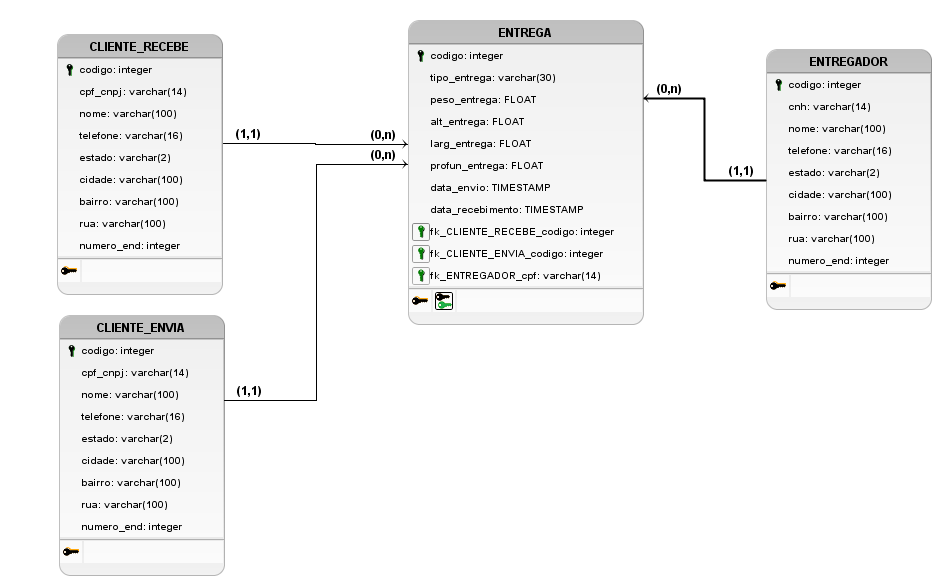 CLIENTE_RECEBE
codigo: integer
cpf_cnpj: varchar(14)
nome: varchar(100)
telefone: varchar(16)
estado: varchar(2)
cidade: varchar(100)
bairro: varchar(100)
rua: varchar(100)
numero_end: integer
(1,1)
(0,n)
(0,n)
ENTREGA
codigo: integer
tipo_entrega: varchar(30)
peso_entrega: FLOAT
alt_entrega: FLOAT
larg_entrega: FLOAT
profun_entrega: FLOAT
data_envio: TIMESTAMP
data_recebimento: TIMESTAMP
fk_CLIENTE_RECEBE_codigo: integer
fk_CLIENTE_ENVIA_codigo: integer
fk_ENTREGADOR_cpf: varchar(14)
(0,n)
(1,1)
ENTREGADOR
codigo: integer
cnh: varchar(14)
nome: varchar(100)
telefone: varchar(16)
estado: varchar(2)
cidade: varchar(100)
bairro: varchar(100)
rua: varchar(100)
numero_end: integer
CLIENTE_ENVIA
codigo: integer
cpf_cnpj: varchar(14)
nome: varchar(100)
telefone: varchar(16)
estado: varchar(2)
cidade: varchar(100)
bairro: varchar(100)
rua: varchar(100)
numero_end: integer
(1,1)